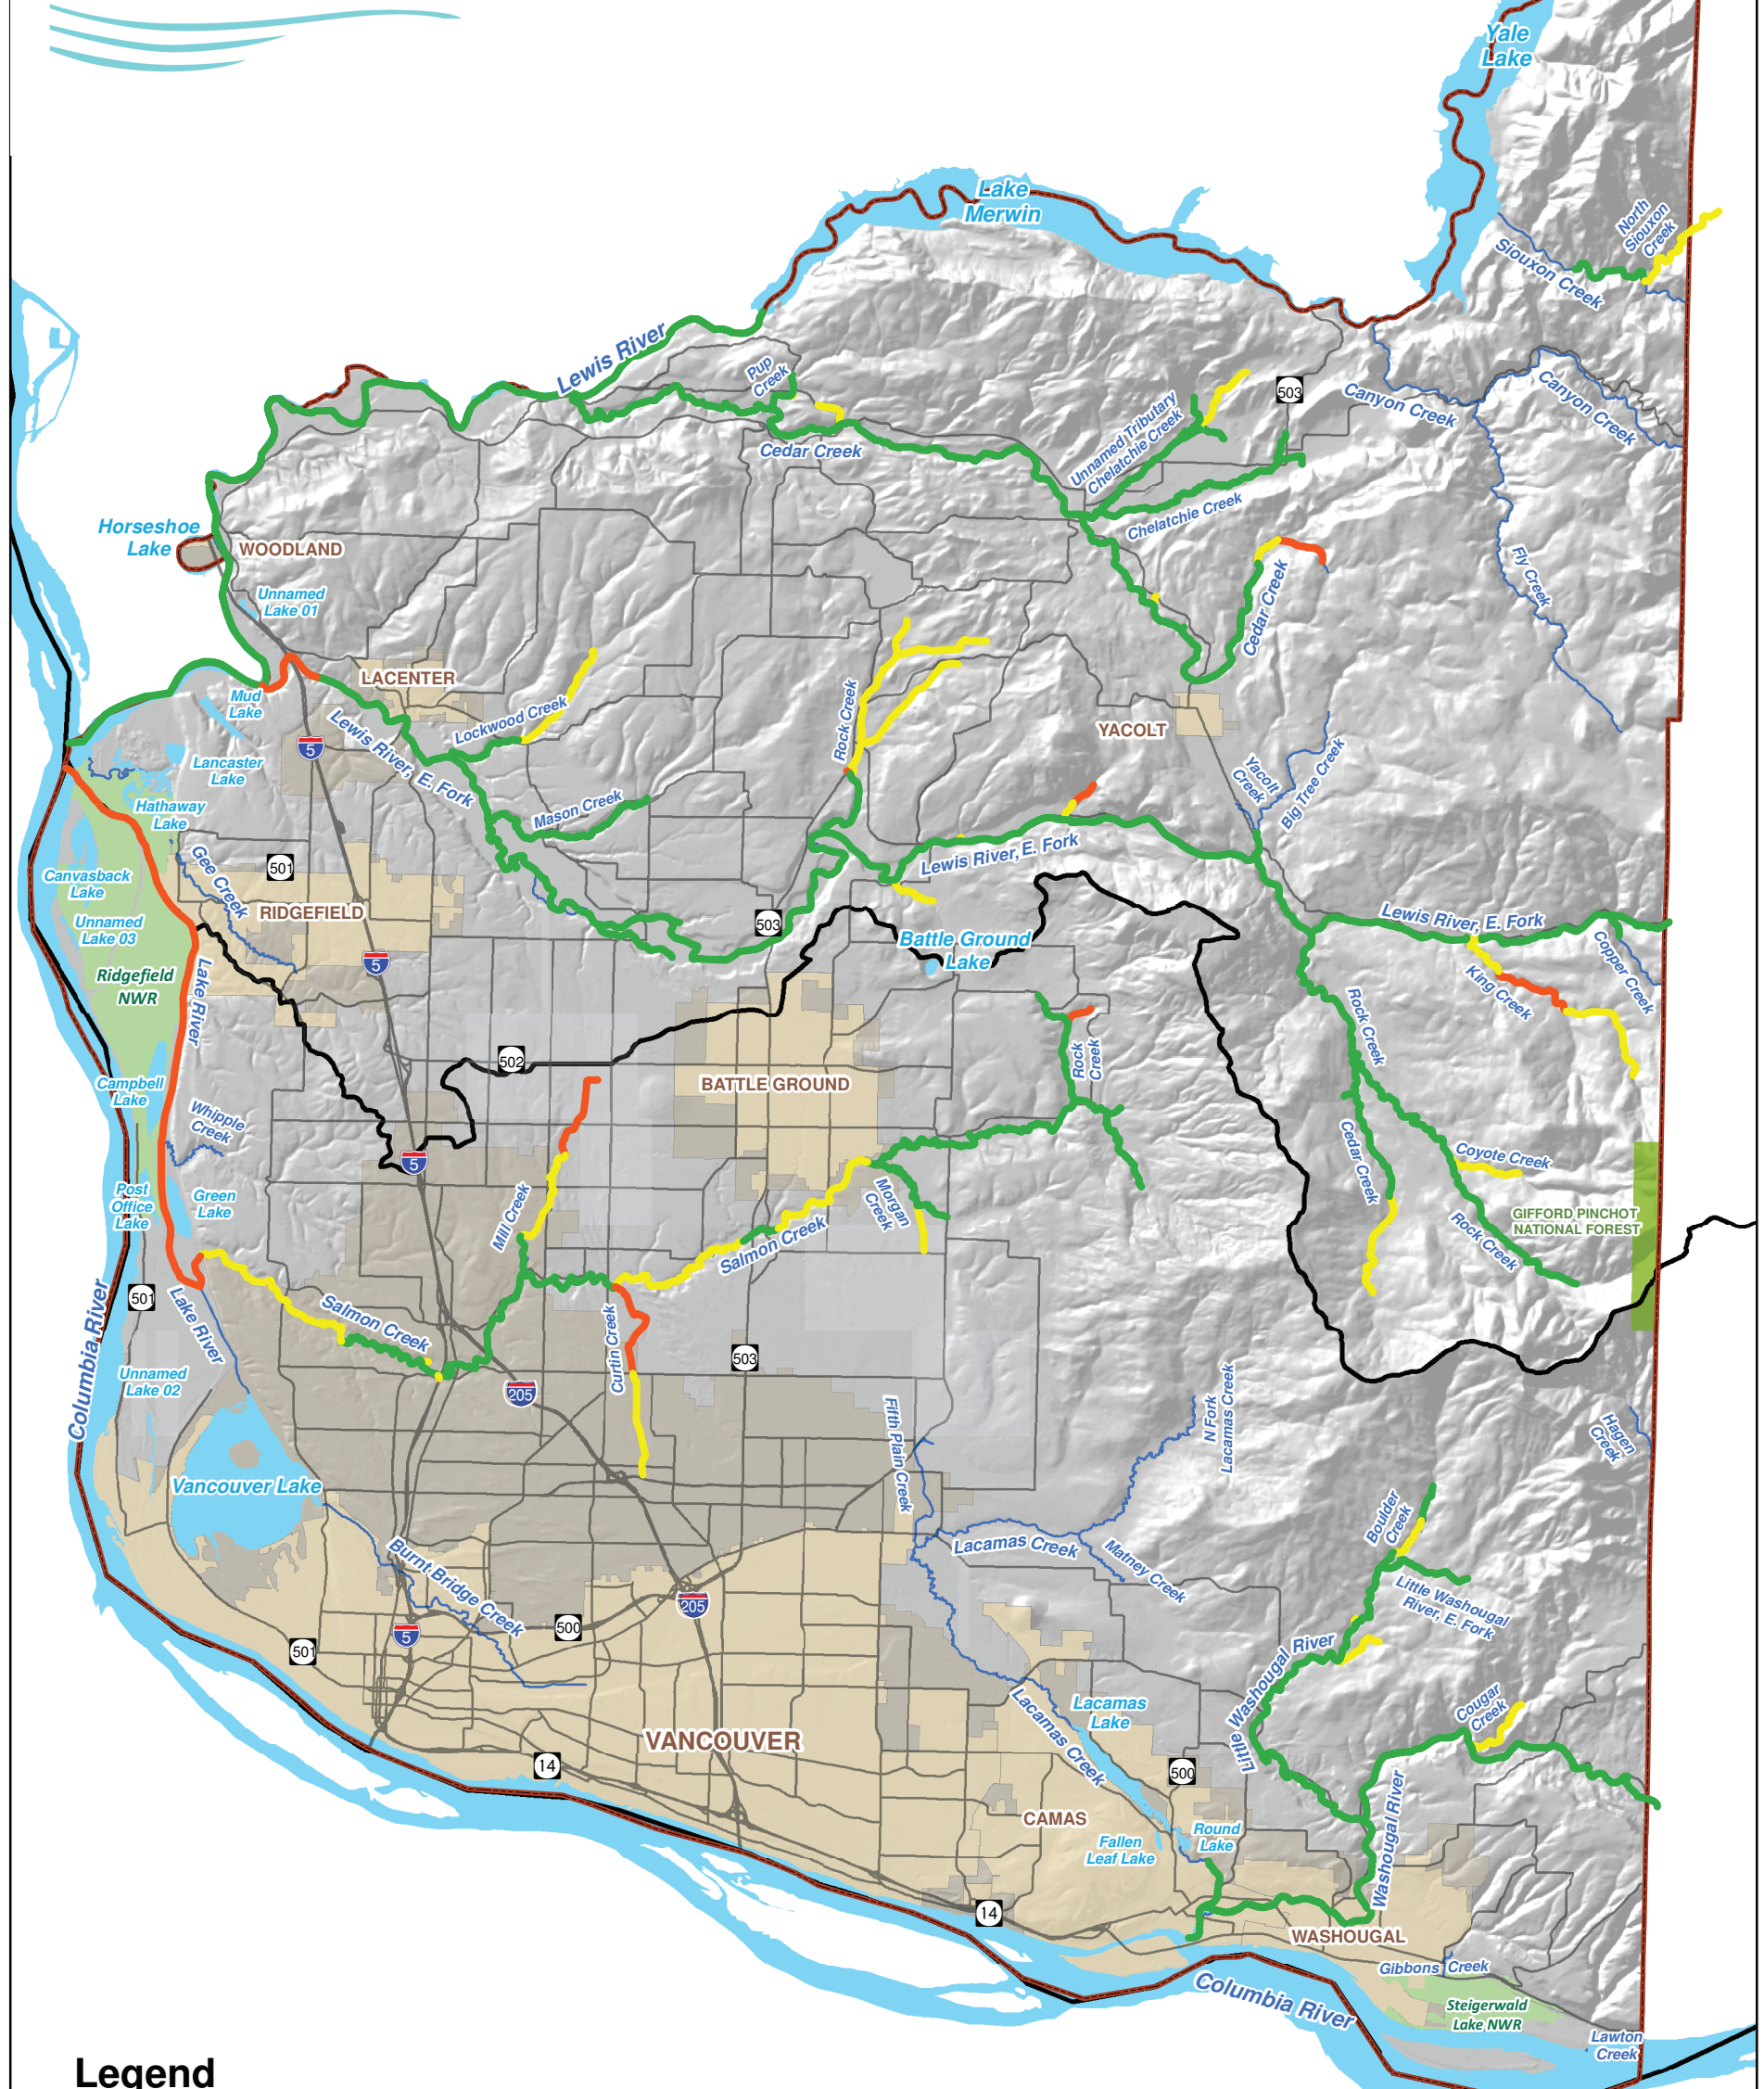 Yale
Lake
Lake
Merwin
North
Siouxon
Creek
Siouxon Creek
Lewis River
Pup
Creek
Cedar Creek
Unnamed Tributary
Chelatchie Creek
503
Canyon Creek
Canyon Creek
Chelatchie Creek
Horseshoe
Lake
WOODLAND
Unnamed
Lake 01
Fly Creek
Cedar Creek
LACENTER
Mud
Lake
Lockwood Creek
Rock Creek
YACOLT
Lewis River, E. Fork
5
Lancaster
Lake
Yacolt
Creek
Big Tree Creek
Hathaway
Lake
Mason Creek
Lewis River, E. Fork
Gee Creek
501
Canvasback
Lake
RIDGEFIELD
Unnamed
Lake 03
503
Lewis River, E. Fork
Battle Ground
Lake
Copper Creek
5
Ridgefield
NWR
Lake River
King Creek
Rock Creek
Rock
Creek
502
BATTLE GROUND
Campbell
Lake
Whipple
Creek
5
Cedar Creek
Coyote Creek
Post
Office
Lake
Green
Lake
Mill Creek
Morgan
Creek
GIFFORD PINCHOT
NATIONAL FOREST
Salmon Creek
Rock Creek
501
Lake River
Salmon Creek
Columbia River
Curtin Creek
503
Unnamed
Lake 02
205
N Fork
Lacamas Creek
Fifth Plain Creek
Hagen
Creek
Vancouver Lake
Boulder
Creek
Burnt Bridge Creek
Lacamas Creek
Matney Creek
Little Washougal
River, E. Fork
205
500
5
501
Little Washougal River
Lacamas
Lake
Lacamas Creek
Cougar
Creek
VANCOUVER
14
500
Washougal River
CAMAS
Fallen
Leaf Lake
Round
Lake
14
WASHOUGAL
Gibbons Creek
Columbia River
Steigerwald
Lake NWR
Lawton
Creek
Legend